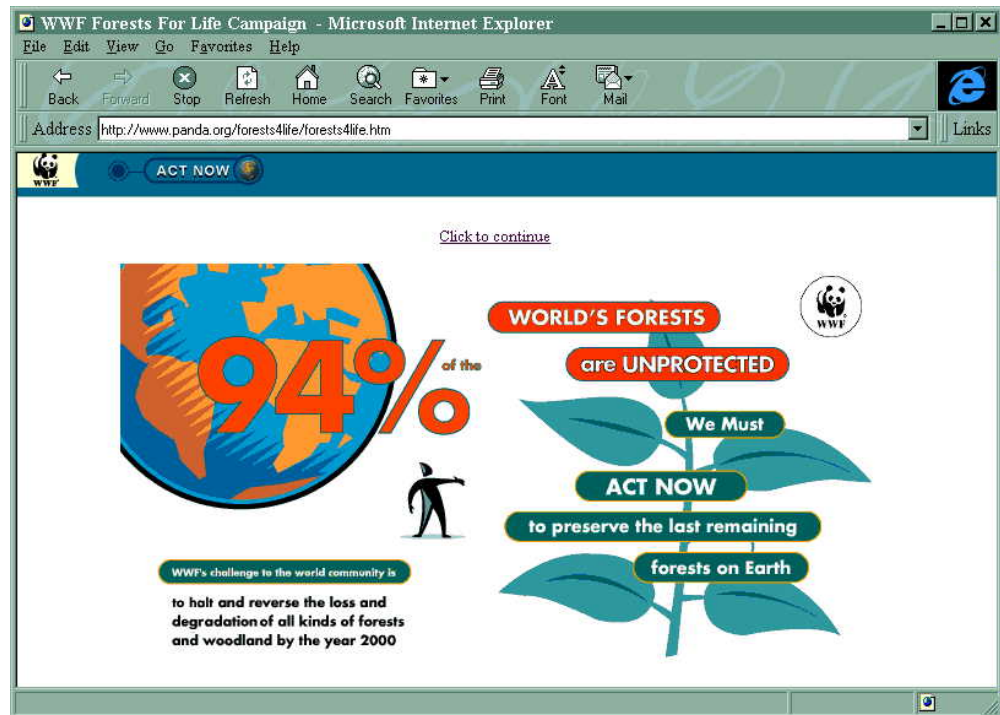 WWF Forests For Life Campaign - Microsoft Internet Explorer
File Edit View Go Favorites Help
Back Forward Stop Refresh Home Search Favorites Print Font Mail
Address http://www.panda.org/forests4life/forests4life.htm Links
WWF ACT NOW
Click to continue
94% of the
WORLD'S FORESTS
are UNPROTECTED
WWF
We Must
ACT NOW
to preserve the last remaining
forests on Earth
WWF's challenge to the world community is
to halt and reverse the loss and
degradation of all kinds of forests
and woodland by the year 2000